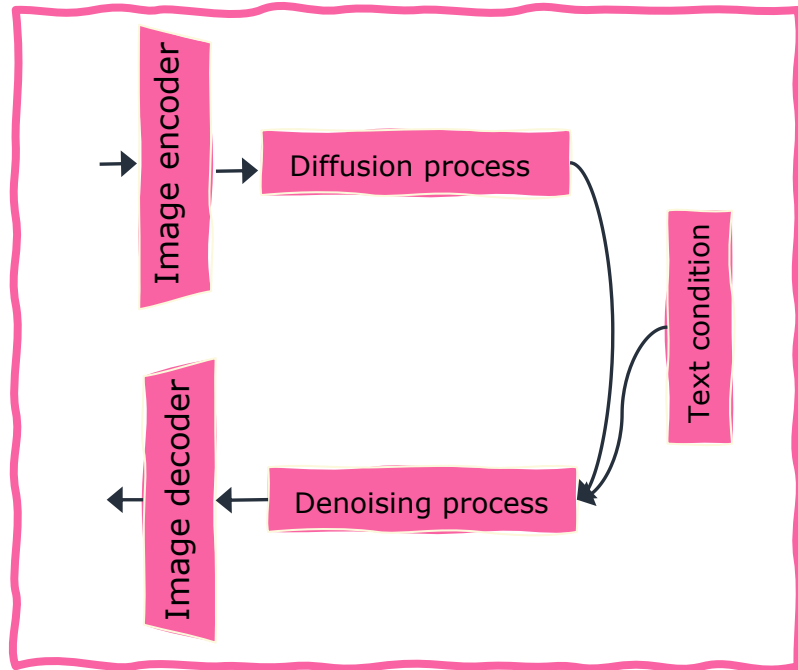 Image encoder
Diffusion process
Text condition
Image decoder
Denoising process